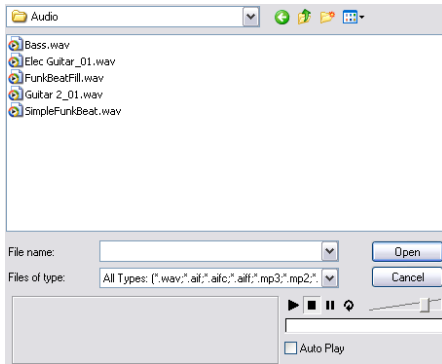 Audio
Bass.wav
Elec Guitar_01.wav
FunkBeatFill.wav
Guitar 2_01.wav
SimpleFunkBeat.wav
File name:
Open
Files of type:
All Types: (*.wav;*.aif;*.aifc;*.aiff;*.mp3;*.mp2;*.
Cancel
Auto Play